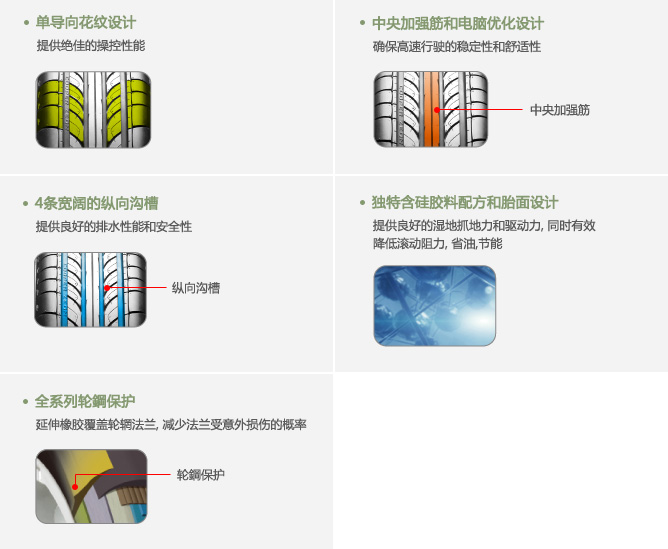 单导向花纹设计
提供绝佳的操控性能
中央加强筋和电脑优化设计
确保高速行驶的稳定性和舒适性
中央加强筋
4条宽阔的纵向沟槽
提供良好的排水性能和安全性
纵向沟槽
独特含硅胶料配方和胎面设计
提供良好的湿地抓地力和驱动力, 同时有效
降低滚动阻力, 省油,节能
全系列轮鋼保护
延伸橡胶覆盖轮辋法兰, 减少法兰受意外损伤的概率
轮鋼保护